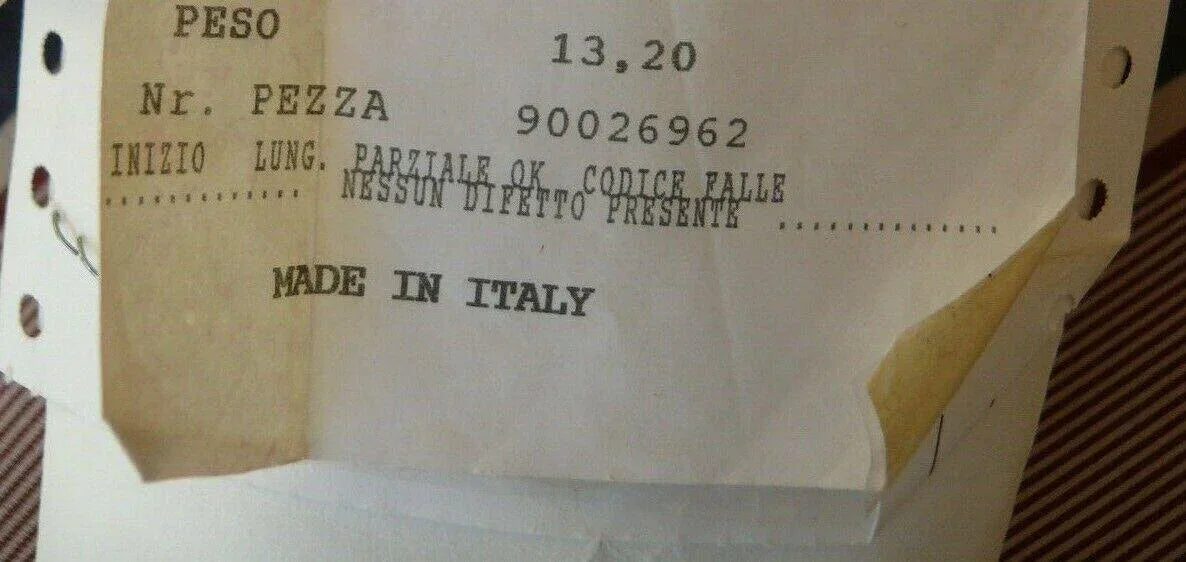 PESO 13,20
Nr. PEZZA 90026962
INIZIO LUNG. PARZIALE OK CODICE FALLE
............. NESSUN DIFETTO PRESENTE ..............
MADE IN ITALY